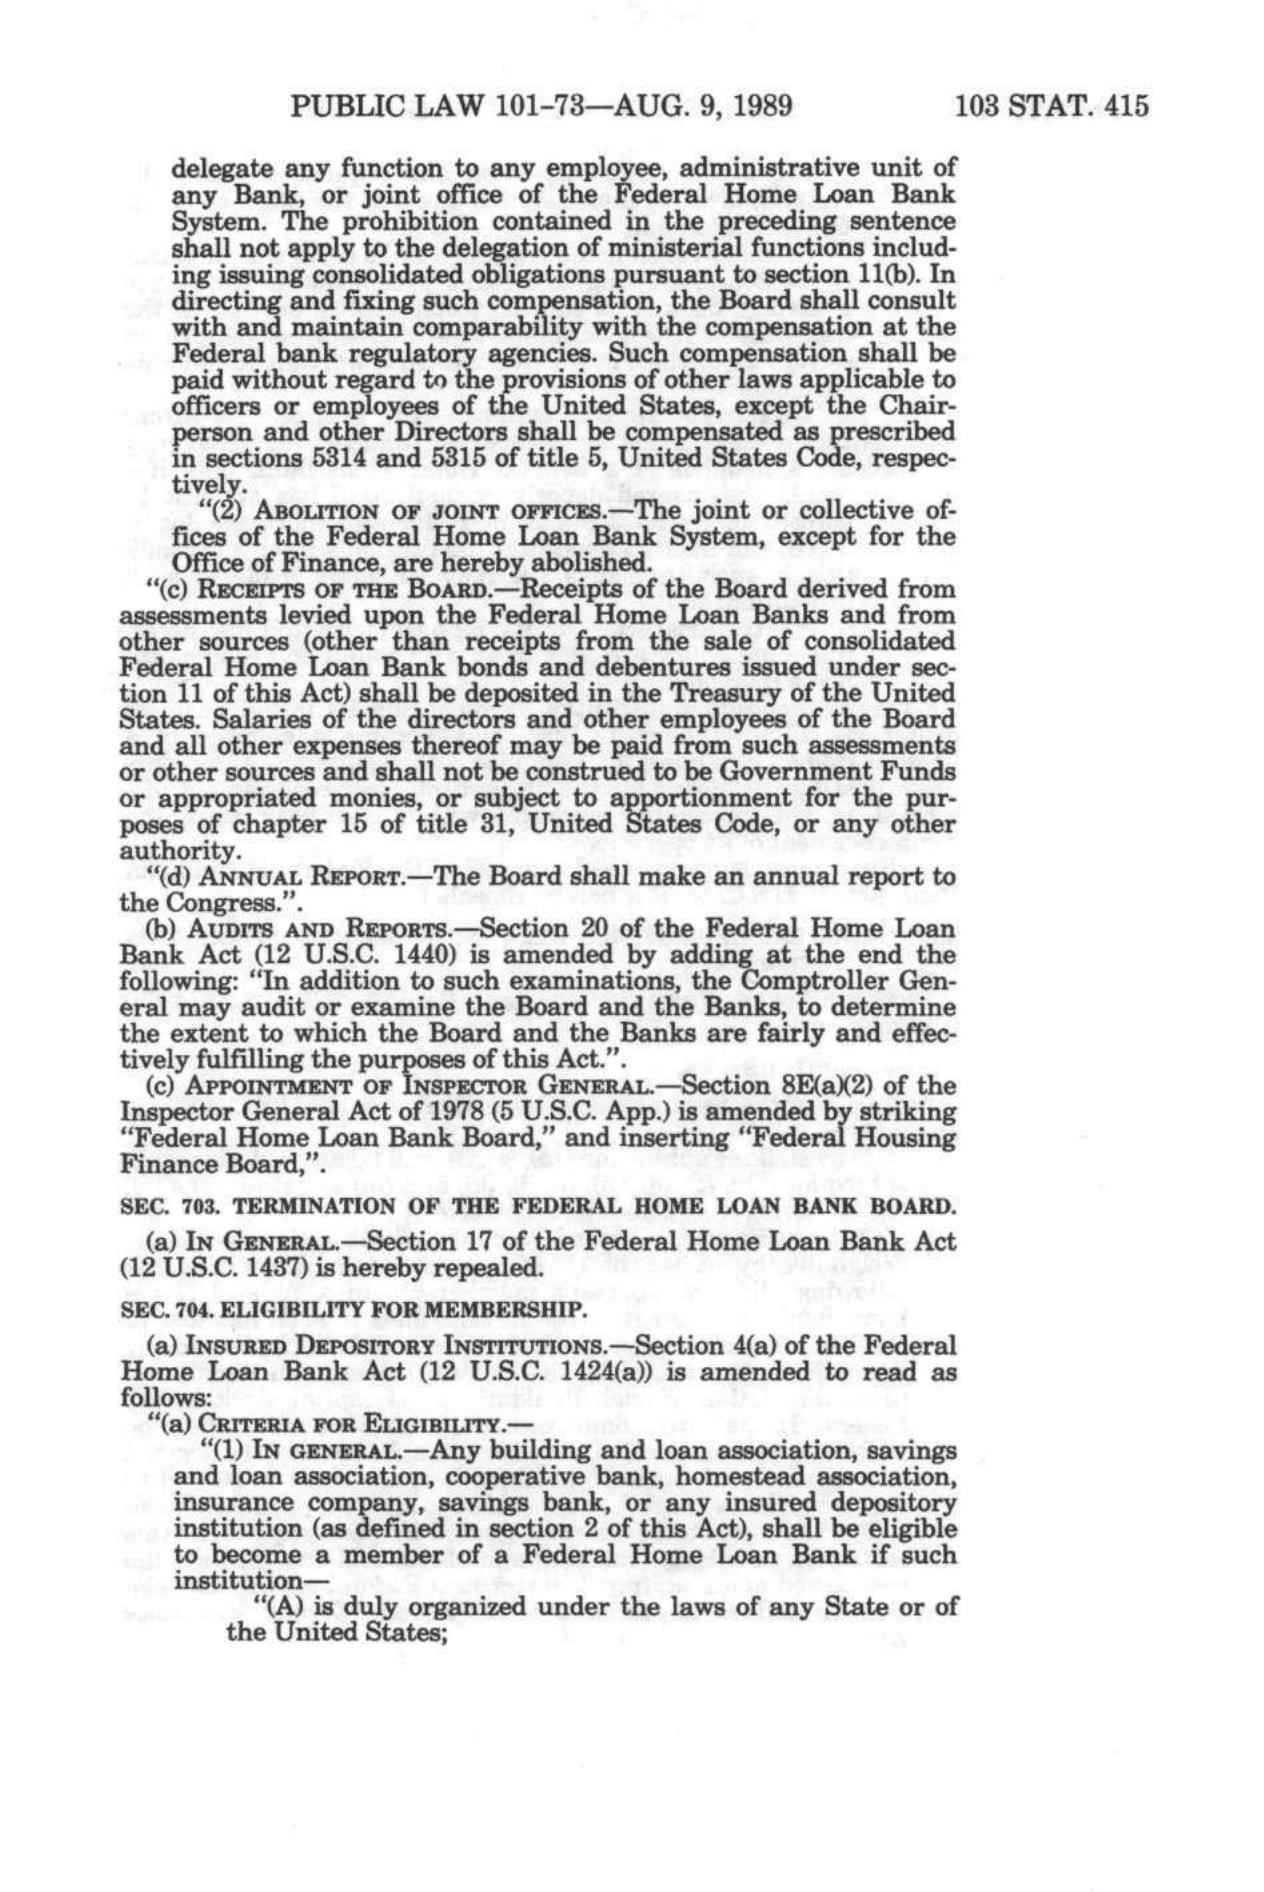 PUBLIC LAW 101-73—AUG. 9, 1989 103 STAT. 415
delegate any function to any employee, administrative unit of
any Bank, or joint office of the Federal Home Loan Bank
System. The prohibition contained in the preceding sentence
shall not apply to the delegation of ministerial functions includ-
ing issuing consolidated obligations pursuant to section 11(b). In
directing and fixing such compensation, the Board shall consult
with and maintain comparability with the compensation at the
Federal bank regulatory agencies. Such compensation shall be
paid without regard to the provisions of other laws applicable to
officers or employees of the United States, except the Chair-
person and other Directors shall be compensated as prescribed
in sections 5314 and 5315 of title 5, United States Code, respec-
tively.
“(2) ABOLITION OF JOINT OFFICES.—The joint or collective of-
fices of the Federal Home Loan Bank System, except for the
Office of Finance, are hereby abolished.
“(c) RECEIPTS OF THE BOARD.—Receipts of the Board derived from
assessments levied upon the Federal Home Loan Banks and from
other sources (other than receipts from the sale of consolidated
Federal Home Loan Bank bonds and debentures issued under sec-
tion 11 of this Act) shall be deposited in the Treasury of the United
States. Salaries of the directors and other employees of the Board
and all other expenses thereof may be paid from such assessments
or other sources and shall not be construed to be Government Funds
or appropriated monies, or subject to apportionment for the pur-
poses of chapter 15 of title 31, United States Code, or any other
authority.
“(d) ANNUAL REPORT.—The Board shall make an annual report to
the Congress.”.
(b) AUDITS AND REPORTS.—Section 20 of the Federal Home Loan
Bank Act (12 U.S.C. 1440) is amended by adding at the end the
following: “In addition to such examinations, the Comptroller Gen-
eral may audit or examine the Board and the Banks, to determine
the extent to which the Board and the Banks are fairly and effec-
tively fulfilling the purposes of this Act.”.
(c) APPOINTMENT OF INSPECTOR GENERAL.—Section 8E(a)(2) of the
Inspector General Act of 1978 (5 U.S.C. App.) is amended by striking
“Federal Home Loan Bank Board,” and inserting “Federal Housing
Finance Board,”.
SEC. 703. TERMINATION OF THE FEDERAL HOME LOAN BANK BOARD.
(a) IN GENERAL.—Section 17 of the Federal Home Loan Bank Act
(12 U.S.C. 1437) is hereby repealed.
SEC. 704. ELIGIBILITY FOR MEMBERSHIP.
(a) INSURED DEPOSITORY INSTITUTIONS.—Section 4(a) of the Federal
Home Loan Bank Act (12 U.S.C. 1424(a)) is amended to read as
follows:
“(a) CRITERIA FOR ELIGIBILITY.—
“(1) IN GENERAL.—Any building and loan association, savings
and loan association, cooperative bank, homestead association,
insurance company, savings bank, or any insured depository
institution (as defined in section 2 of this Act), shall be eligible
to become a member of a Federal Home Loan Bank if such
institution—
“(A) is duly organized under the laws of any State or of
the United States;